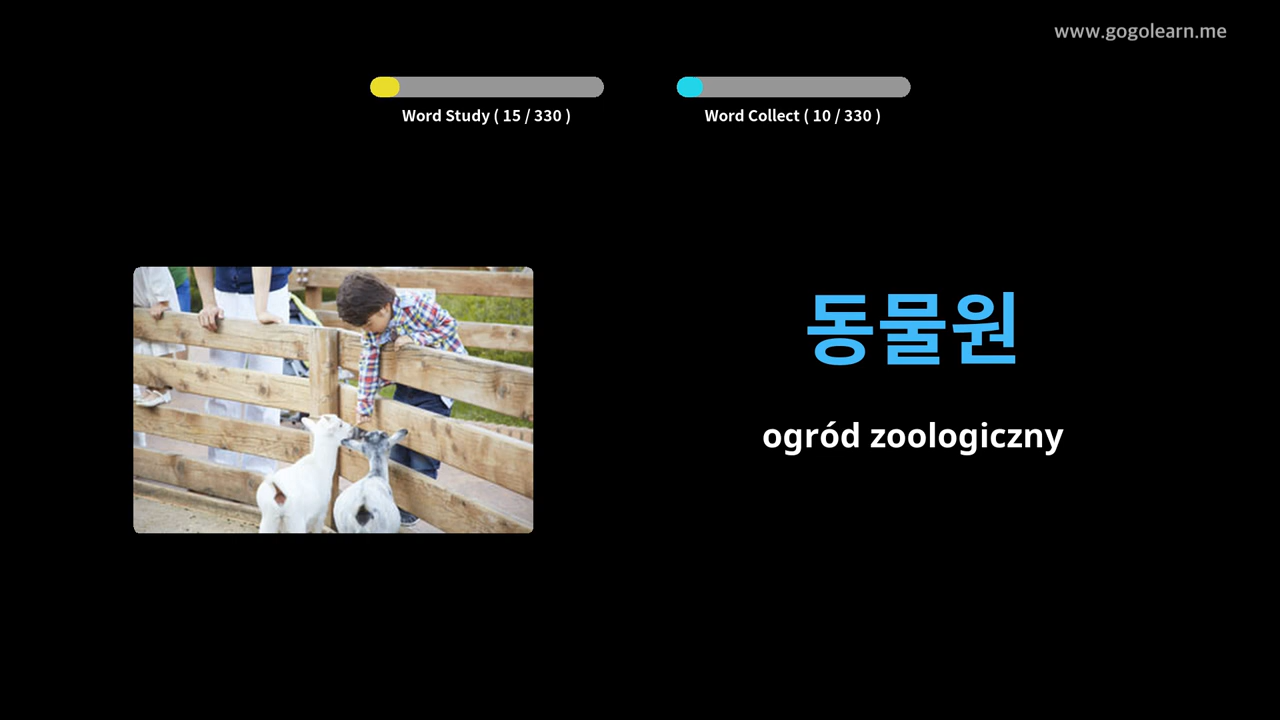 www.gogolearn.me
Word Study ( 15 / 330 )
Word Collect ( 10 / 330 )
동물원
ogród zoologiczny